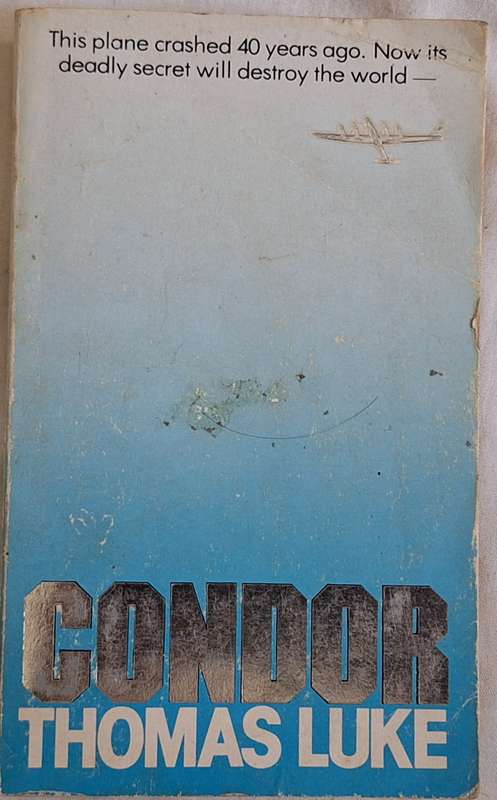 This plane crashed 40 years ago. Now its
deadly secret will destroy the world —
CONDOR
THOMAS LUKE